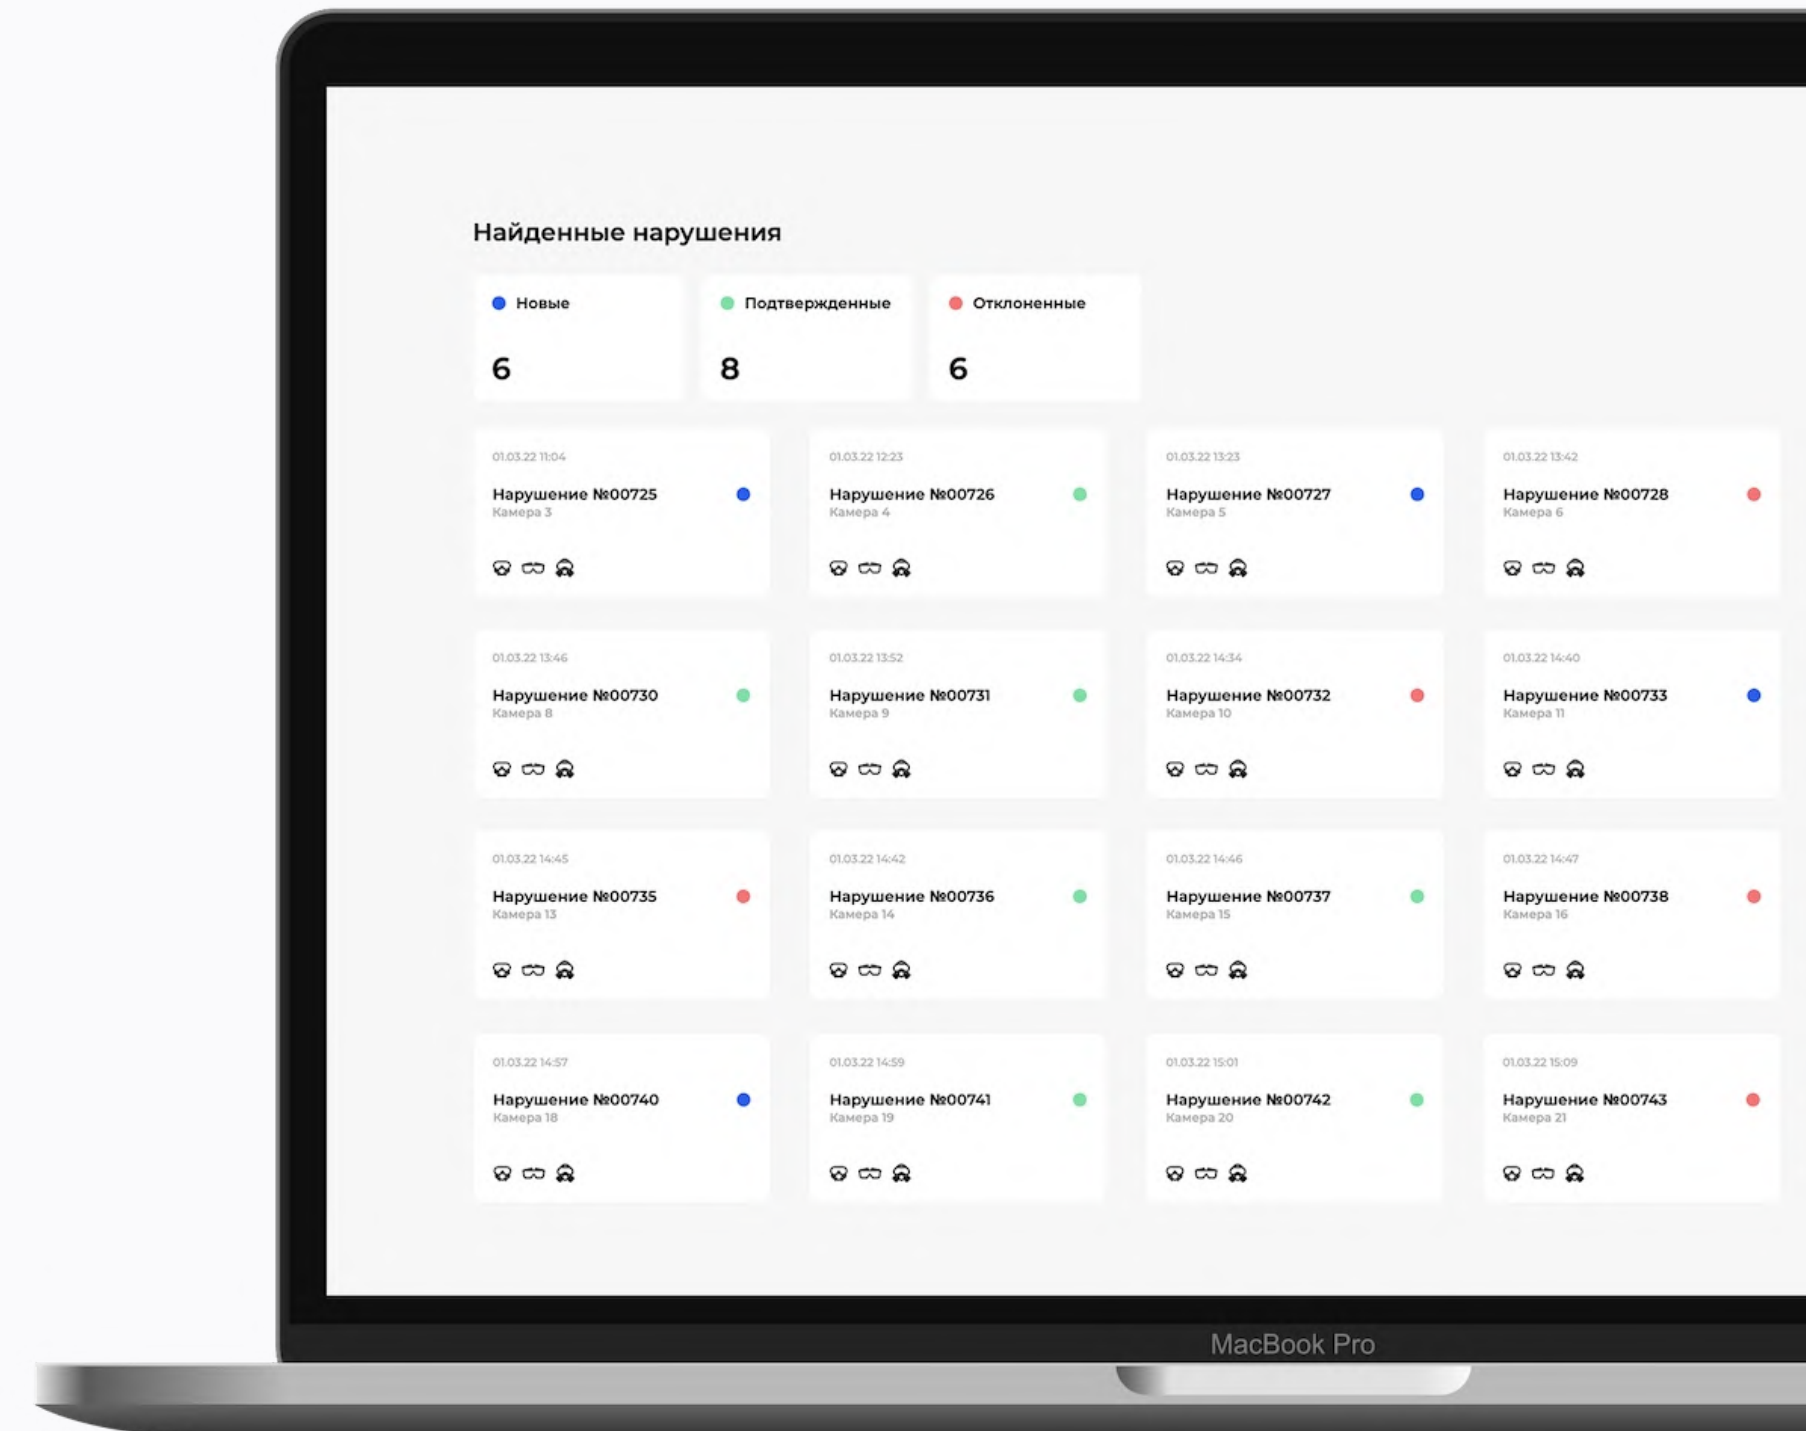 Найденные нарушения
Новые
6
Подтвержденные
8
Отклоненные
6
01.03.22 11:04
Нарушение №00725
Камера 3
01.03.22 12:23
Нарушение №00726
Камера 4
01.03.22 13:23
Нарушение №00727
Камера 5
01.03.22 13:42
Нарушение №00728
Камера 6
01.03.22 13:46
Нарушение №00730
Камера 8
01.03.22 13:52
Нарушение №00731
Камера 9
01.03.22 14:34
Нарушение №00732
Камера 10
01.03.22 14:40
Нарушение №00733
Камера 11
01.03.22 14:45
Нарушение №00735
Камера 13
01.03.22 14:42
Нарушение №00736
Камера 14
01.03.22 14:46
Нарушение №00737
Камера 15
01.03.22 14:47
Нарушение №00738
Камера 16
01.03.22 14:57
Нарушение №00740
Камера 18
01.03.22 14:59
Нарушение №00741
Камера 19
01.03.22 15:01
Нарушение №00742
Камера 20
01.03.22 15:09
Нарушение №00743
Камера 21
MacBook Pro